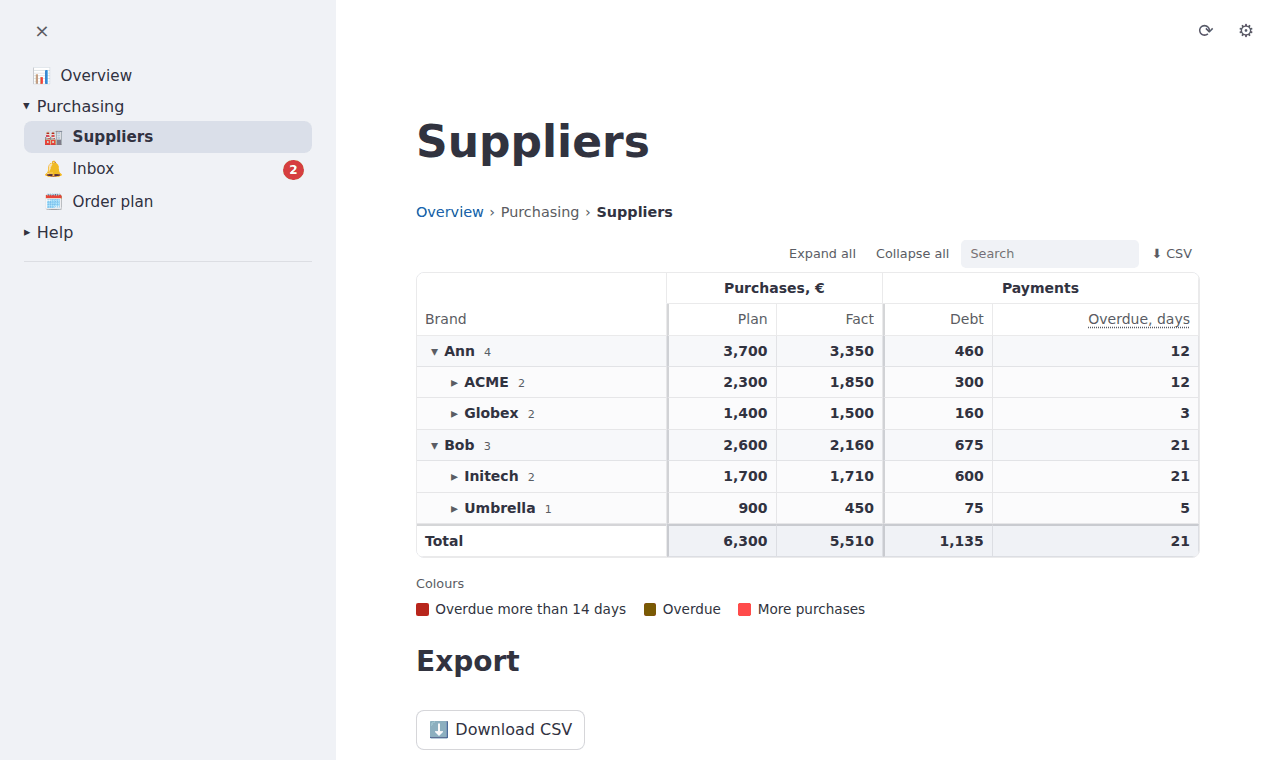 Overview
Purchasing
Suppliers
Inbox 2
Order plan
Help
Suppliers
Overview › Purchasing › Suppliers
Expand all Collapse all Search CSV
Purchases, € Payments
Brand Plan Fact Debt Overdue, days
Ann 4 3,700 3,350 460 12
ACME 2 2,300 1,850 300 12
Globex 2 1,400 1,500 160 3
Bob 3 2,600 2,160 675 21
Initech 2 1,700 1,710 600 21
Umbrella 1 900 450 75 5
Total 6,300 5,510 1,135 21
Colours
Overdue more than 14 days Overdue More purchases
Export
Download CSV